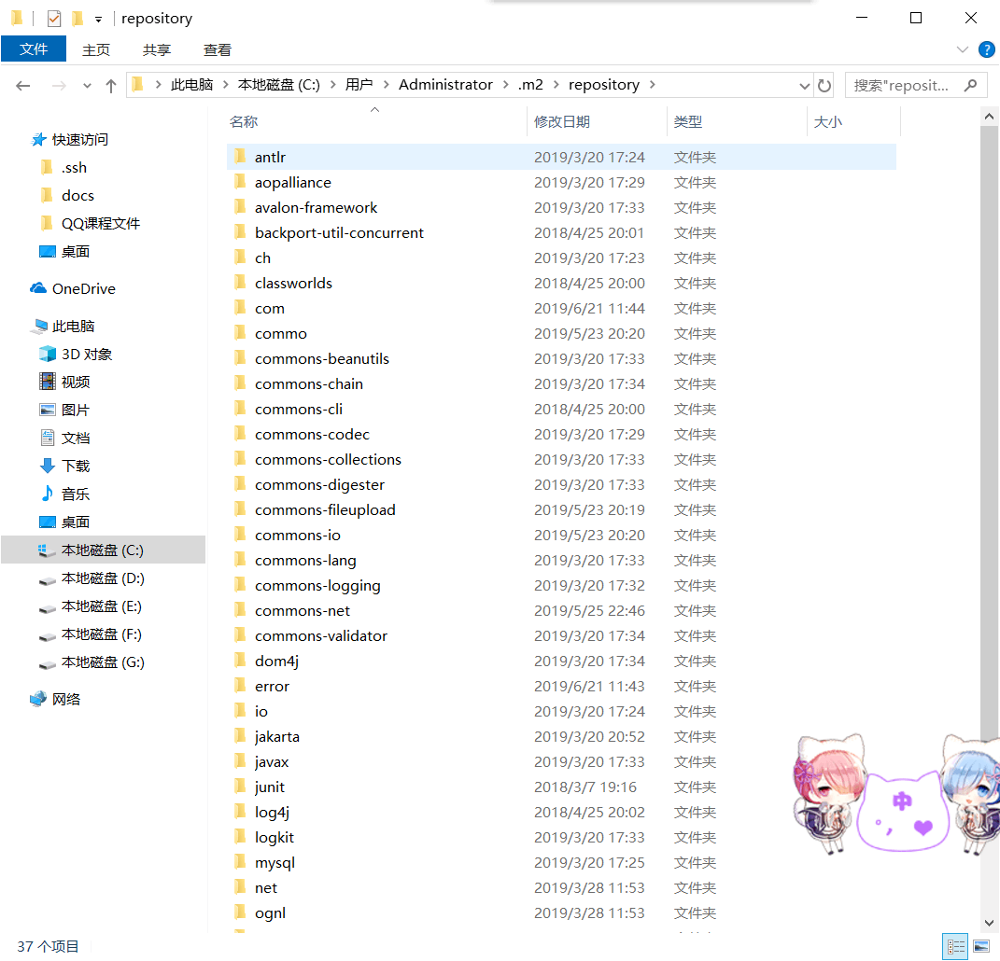 repository
文件 主页 共享 查看
此电脑 本地磁盘 (C:) 用户 Administrator .m2 repository 搜索"reposit...
名称 修改日期 类型 大小
快速访问
.ssh
docs
QQ课程文件
桌面
OneDrive
此电脑
3D 对象
视频
图片
文档
下载
音乐
桌面
本地磁盘 (C:)
本地磁盘 (D:)
本地磁盘 (E:)
本地磁盘 (F:)
本地磁盘 (G:)
网络
antlr 2019/3/20 17:24 文件夹
aopalliance 2019/3/20 17:29 文件夹
avalon-framework 2019/3/20 17:33 文件夹
backport-util-concurrent 2018/4/25 20:01 文件夹
ch 2019/3/20 17:23 文件夹
classworlds 2018/4/25 20:00 文件夹
com 2019/6/21 11:44 文件夹
commo 2019/5/23 20:20 文件夹
commons-beanutils 2019/3/20 17:33 文件夹
commons-chain 2019/3/20 17:34 文件夹
commons-cli 2018/4/25 20:00 文件夹
commons-codec 2019/3/20 17:29 文件夹
commons-collections 2019/3/20 17:33 文件夹
commons-digester 2019/3/20 17:33 文件夹
commons-fileupload 2019/5/23 20:19 文件夹
commons-io 2019/5/23 20:20 文件夹
commons-lang 2019/3/20 17:33 文件夹
commons-logging 2019/3/20 17:32 文件夹
commons-net 2019/5/25 22:46 文件夹
commons-validator 2019/3/20 17:34 文件夹
dom4j 2019/3/20 17:34 文件夹
error 2019/6/21 11:43 文件夹
io 2019/3/20 17:24 文件夹
jakarta 2019/3/20 20:52 文件夹
javax 2019/3/20 17:33 文件夹
junit 2018/3/7 19:16 文件夹
log4j 2018/4/25 20:02 文件夹
logkit 2019/3/20 17:33 文件夹
mysql 2019/3/20 17:25 文件夹
net 2019/3/28 11:53 文件夹
ognl 2019/3/28 11:53 文件夹
中
37 个项目